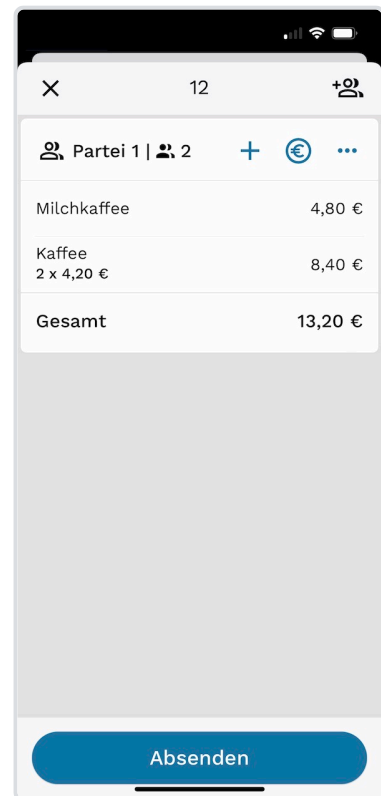 12
Partei 1 | 2
Milchkaffee 4,80 €
Kaffee
2 x 4,20 € 8,40 €
Gesamt 13,20 €
Absenden